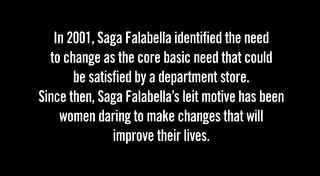 In 2001, Saga Falabella identified the need
to change as the core basic need that could
be satisfied by a department store.
Since then, Saga Falabella's leit motive has been
women daring to make changes that will
improve their lives.